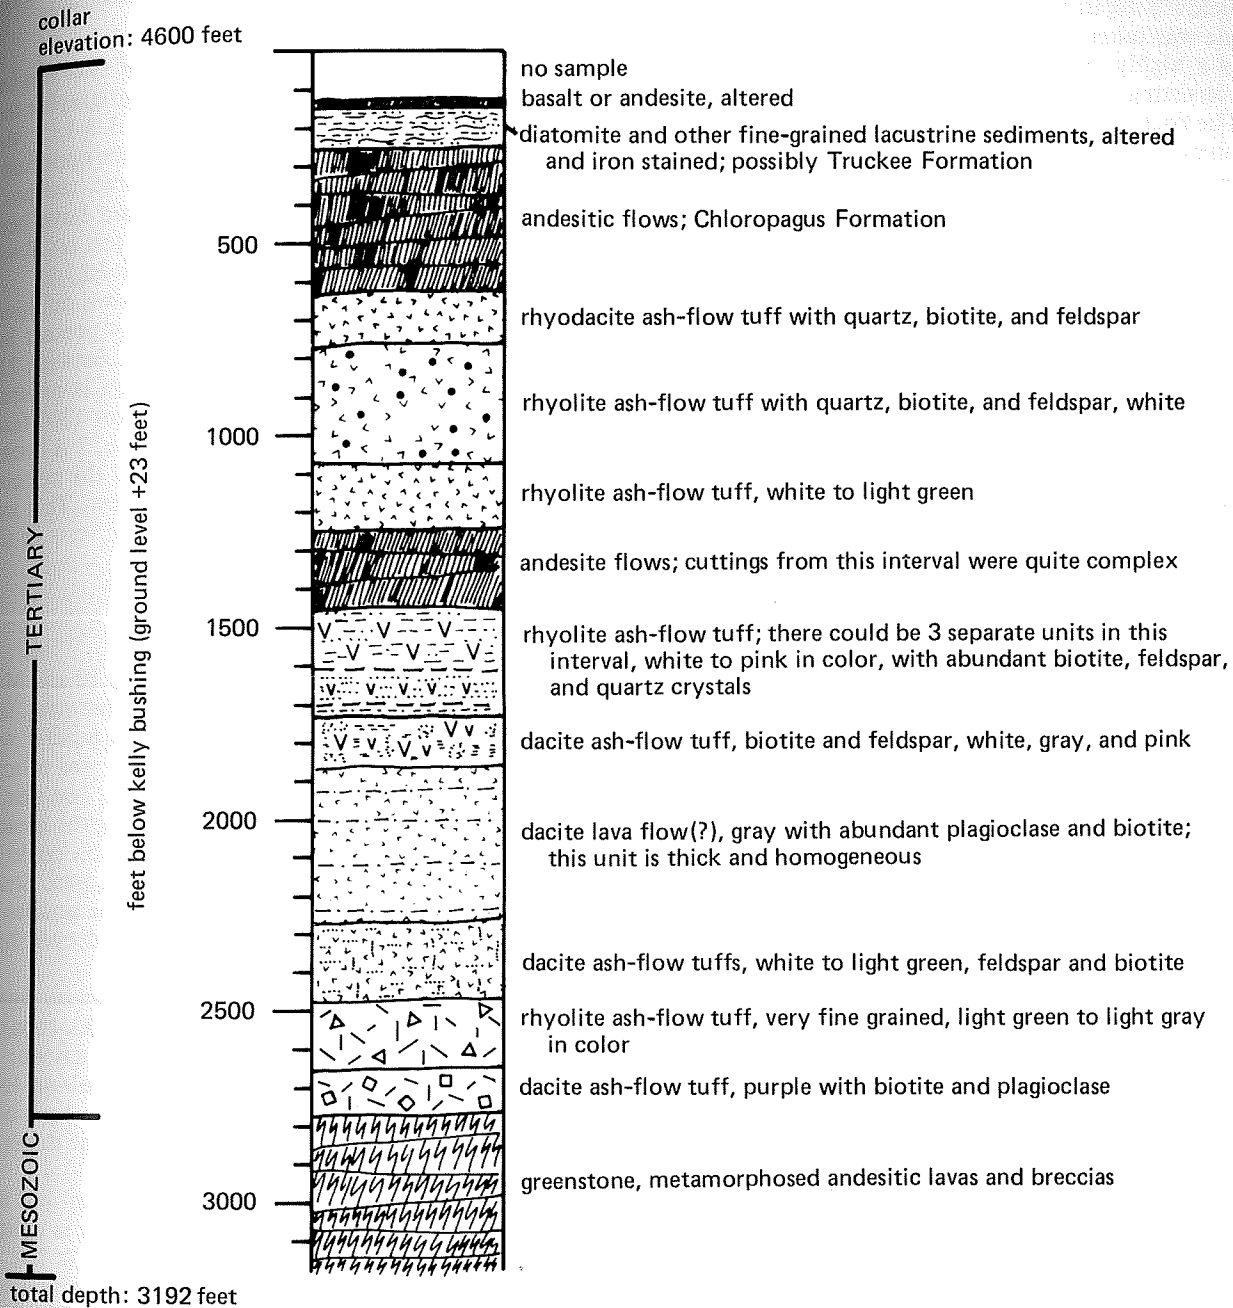 collar
elevation: 4600 feet
no sample
basalt or andesite, altered
diatomite and other fine-grained lacustrine sediments, altered
and iron stained; possibly Truckee Formation
andesitic flows; Chloropagus Formation
500
rhyodacite ash-flow tuff with quartz, biotite, and feldspar
rhyolite ash-flow tuff with quartz, biotite, and feldspar, white
1000
rhyolite ash-flow tuff, white to light green
andesite flows; cuttings from this interval were quite complex
TERTIARY
feet below kelly bushing (ground level +23 feet)
1500
rhyolite ash-flow tuff; there could be 3 separate units in this
interval, white to pink in color, with abundant biotite, feldspar,
and quartz crystals
dacite ash-flow tuff, biotite and feldspar, white, gray, and pink
2000
dacite lava flow(?), gray with abundant plagioclase and biotite;
this unit is thick and homogeneous
dacite ash-flow tuffs, white to light green, feldspar and biotite
2500
rhyolite ash-flow tuff, very fine grained, light green to light gray
in color
dacite ash-flow tuff, purple with biotite and plagioclase
MESOZOIC
greenstone, metamorphosed andesitic lavas and breccias
3000
total depth: 3192 feet